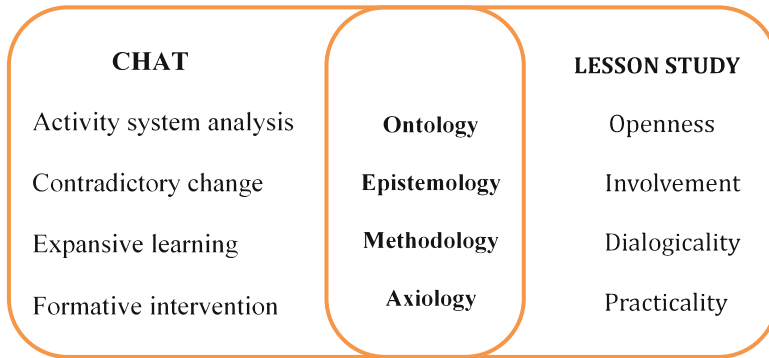 CHAT
Activity system analysis
Contradictory change
Expansive learning
Formative intervention
Ontology
Epistemology
Methodology
Axiology
LESSON STUDY
Openness
Involvement
Dialogicality
Practicality